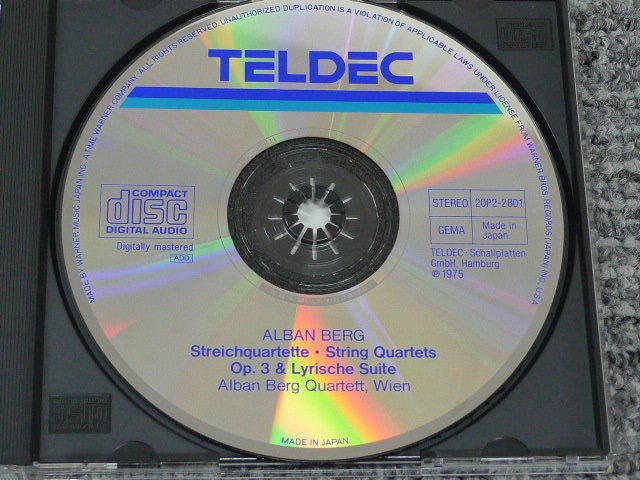 MADE BY WARNER MUSIC JAPAN INC. A TIME WARNER COMPANY. ALL RIGHTS RESERVED. UNAUTHORIZED DUPLICATION IS A VIOLATION OF APPLICABLE LAWS. UNDER LICENSE FROM WARNER BROS. RECORDS (JAPAN) INC., U.S.A.
TELDEC
COMPACT
disc
DIGITAL AUDIO
Digitally mastered
ADD
STEREO 20P2-2801
GEMA Made in Japan
TELDEC・Schallplatten
GmbH, Hamburg
℗ 1975
ALBAN BERG
Streichquartette・String Quartets
Op. 3 & Lyrische Suite
Alban Berg Quartett, Wien
MADE IN JAPAN